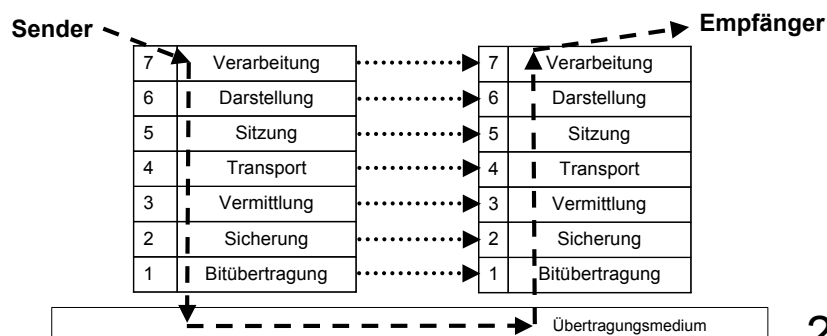 Sender
Empfänger
7 Verarbeitung 7 Verarbeitung
6 Darstellung 6 Darstellung
5 Sitzung 5 Sitzung
4 Transport 4 Transport
3 Vermittlung 3 Vermittlung
2 Sicherung 2 Sicherung
1 Bitübertragung 1 Bitübertragung
Übertragungsmedium
2